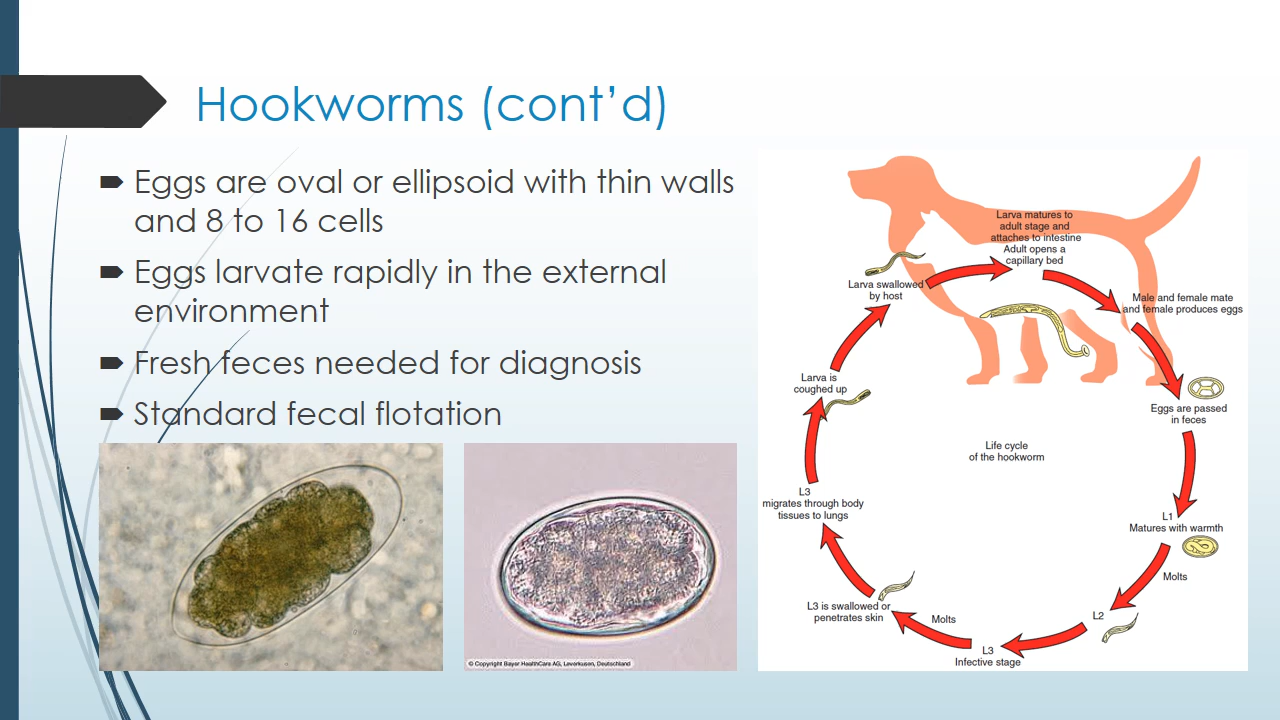 Hookworms (cont’d)
Eggs are oval or ellipsoid with thin walls
and 8 to 16 cells
Eggs larvate rapidly in the external
environment
Fresh feces needed for diagnosis
Standard fecal flotation
© Copyright Bayer HealthCare AG, Leverkusen, Deutschland
Larva matures to
adult stage and
attaches to intestine
Adult opens a
capillary bed
Male and female mate
and female produces eggs
Eggs are passed
in feces
L1
Matures with warmth
Molts
L2
L3
Infective stage
Molts
L3 is swallowed or
penetrates skin
L3
migrates through body
tissues to lungs
Larva is
coughed up
Larva swallowed
by host
Life cycle
of the hookworm